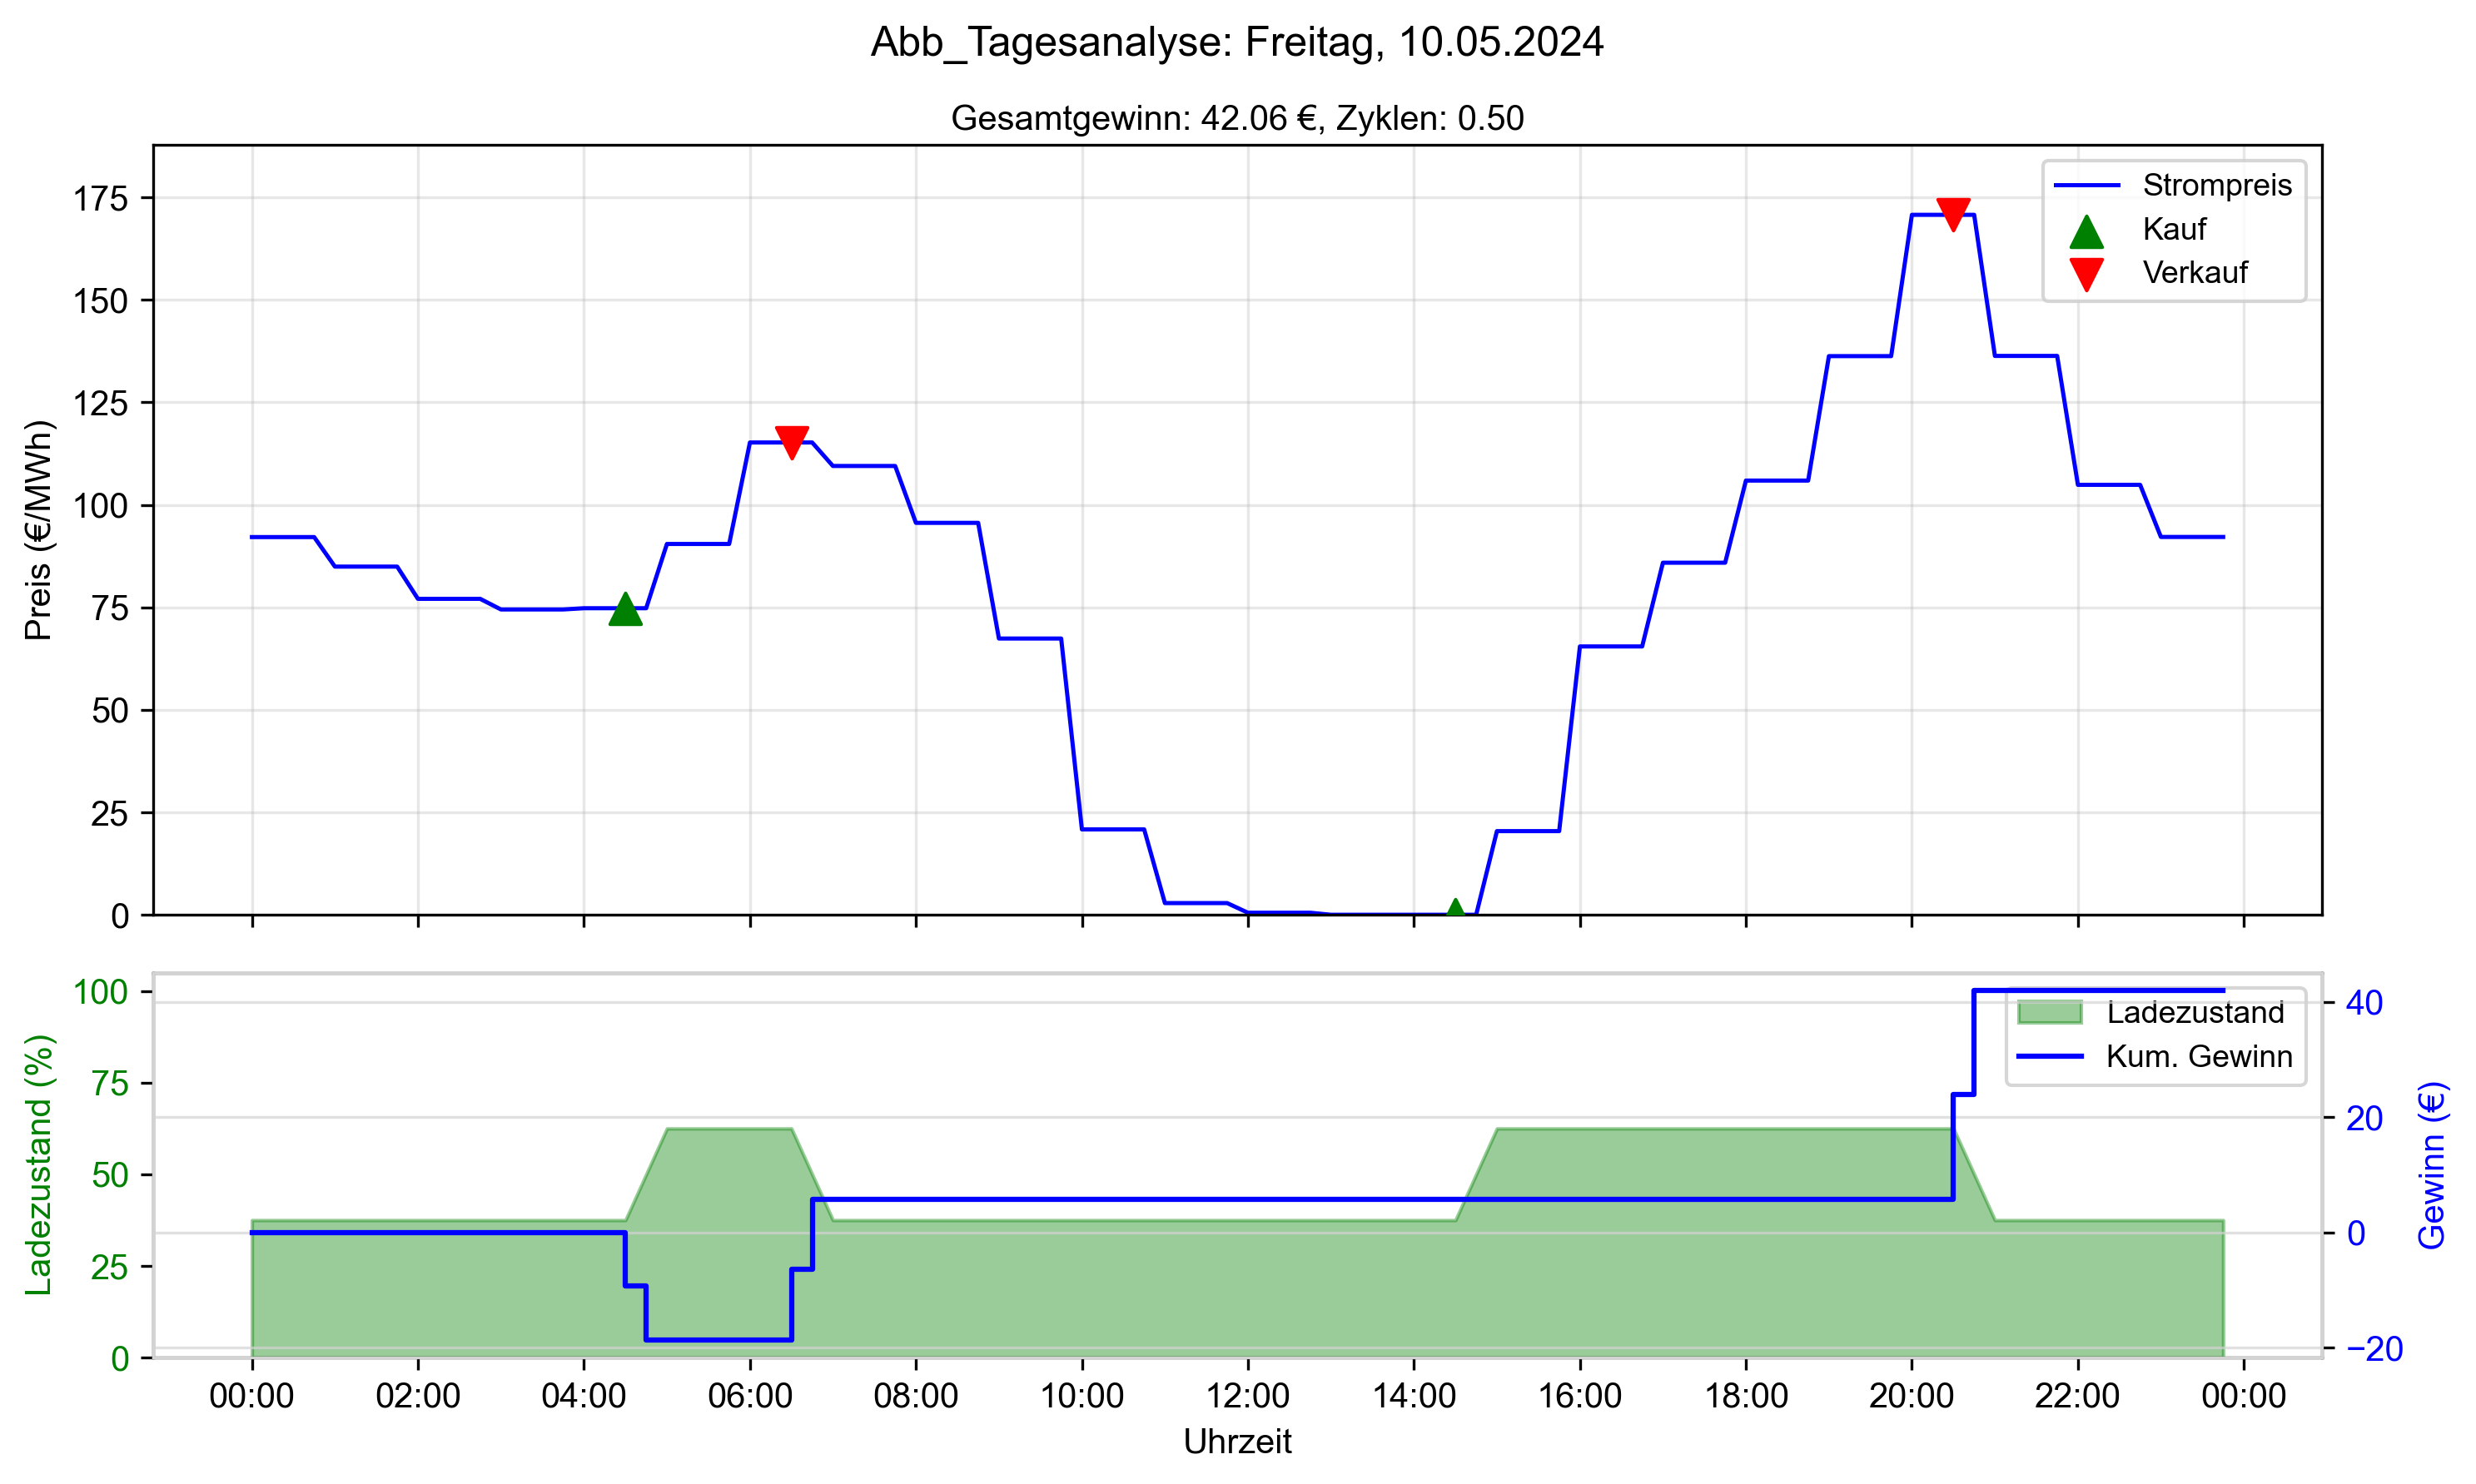 Abb_Tagesanalyse: Freitag, 10.05.2024
Gesamtgewinn: 42.06 €, Zyklen: 0.50
Preis (€/MWh)
175
150
125
100
75
50
25
0
Strompreis
Kauf
Verkauf
Ladezustand (%)
100
75
50
25
0
Ladezustand
Kum. Gewinn
40
20
0
−20
Gewinn (€)
00:00 02:00 04:00 06:00 08:00 10:00 12:00 14:00 16:00 18:00 20:00 22:00 00:00
Uhrzeit